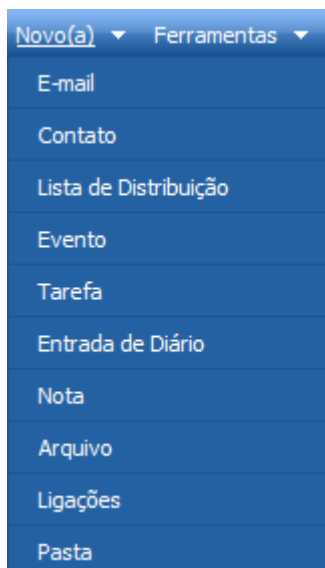 Novo(a) ▼ Ferramentas ▼
E-mail
Contato
Lista de Distribuição
Evento
Tarefa
Entrada de Diário
Nota
Arquivo
Ligações
Pasta